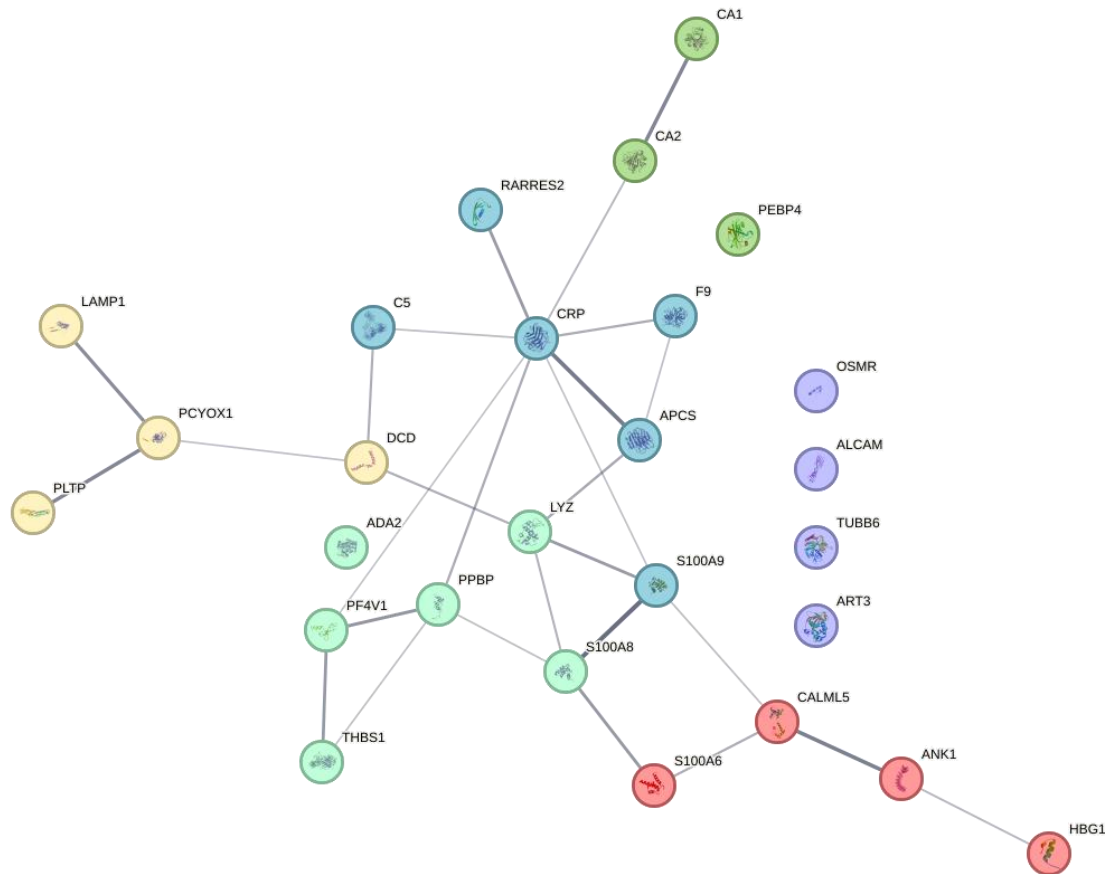 CA1
CA2
RARRES2
PEBP4
F9
C5
LAMP1
CRP
OSMR
PCYOX1
APCS
DCD
ALCAM
PLTP
LYZ
ADA2
TUBB6
S100A9
PPBP
PF4V1
ART3
S100A8
CALML5
THBS1
S100A6
ANK1
HBG1